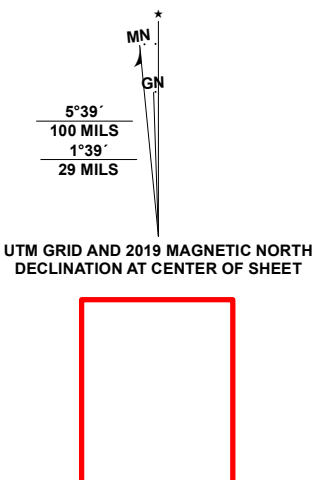 ★
MN
GN
5°39´
100 MILS
1°39´
29 MILS
UTM GRID AND 2019 MAGNETIC NORTH
DECLINATION AT CENTER OF SHEET